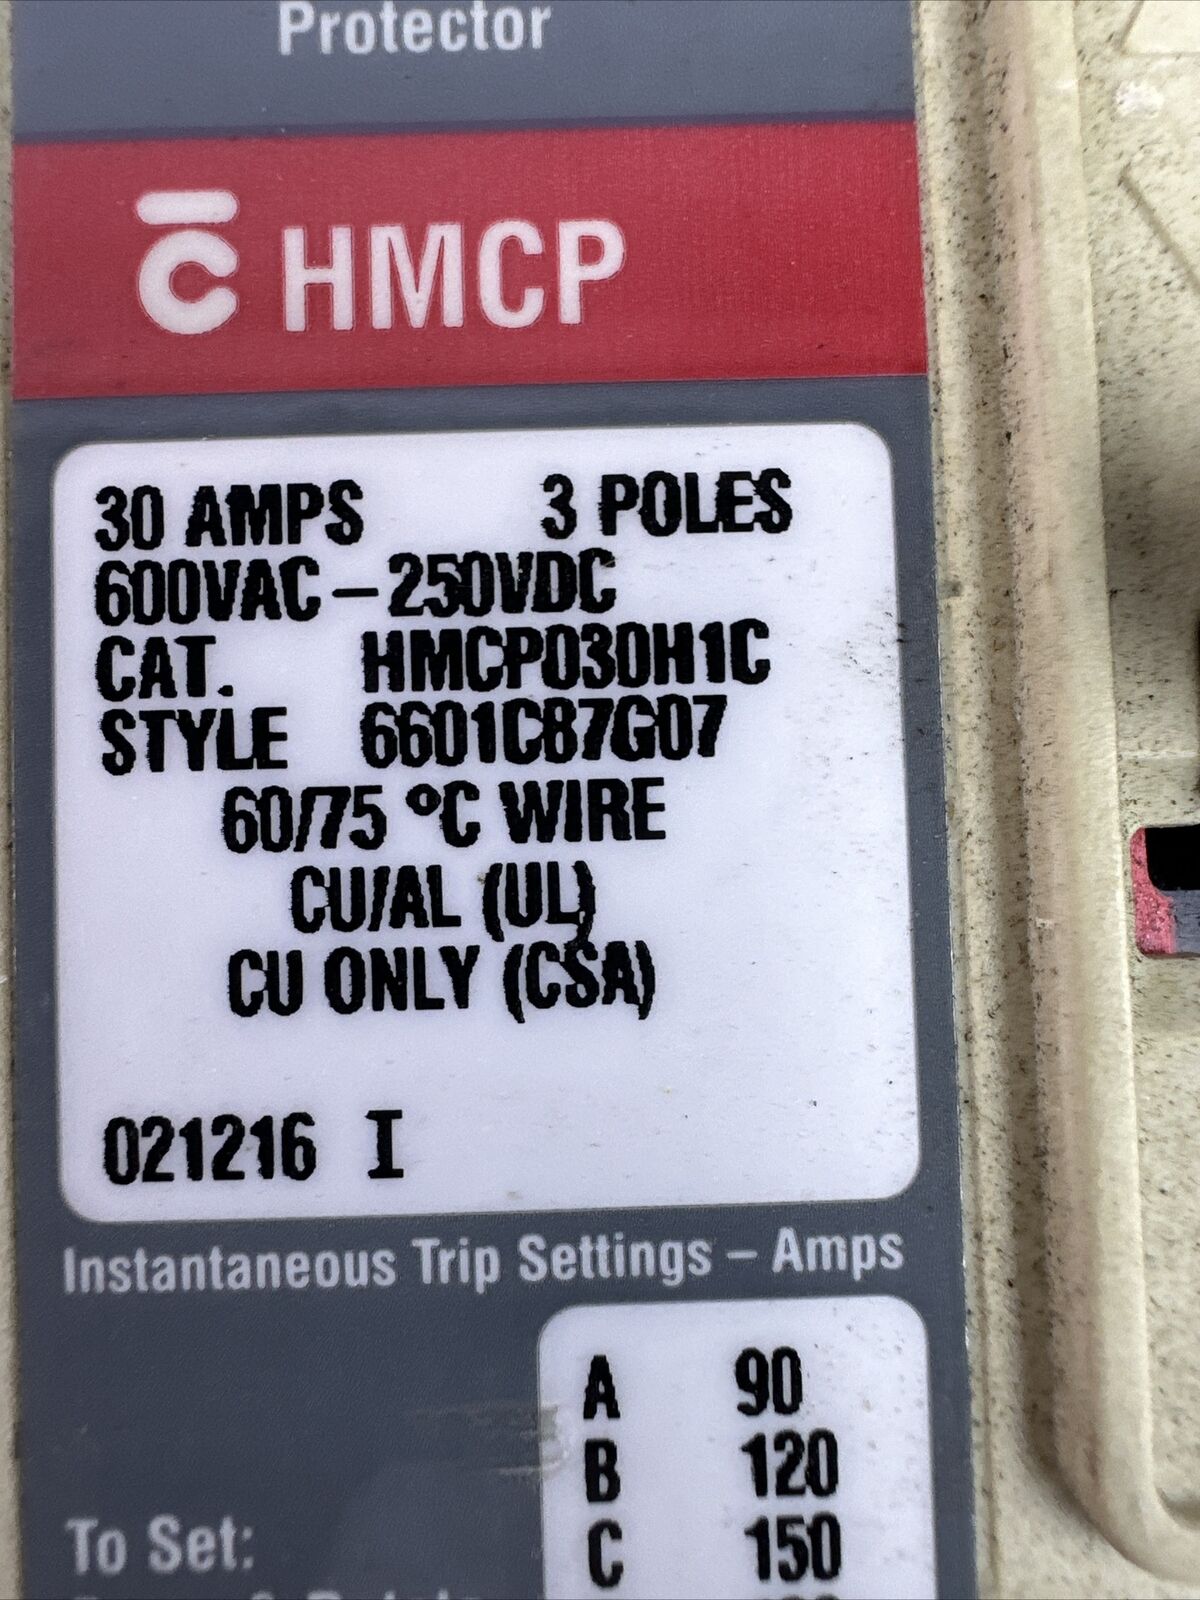 Protector
C HMCP
30 AMPS 3 POLES
600VAC – 250VDC
CAT. HMCP030H1C
STYLE 6601C87G07
60/75 °C WIRE
CU/AL (UL)
CU ONLY (CSA)
021216 I
Instantaneous Trip Settings – Amps
A 90
B 120
C 150
To Set: